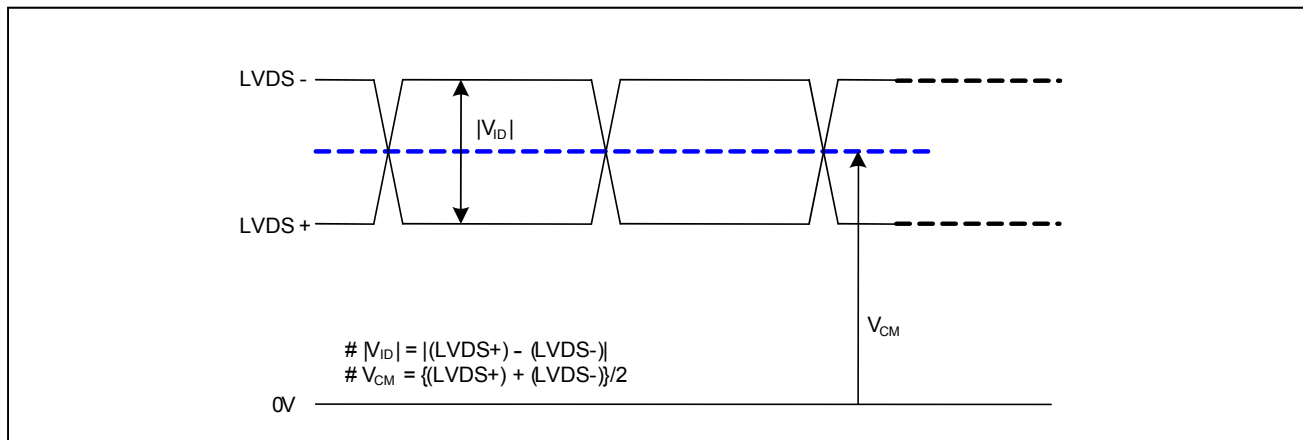 LVDS -
|VID|
LVDS +
VCM
# |VID| = |(LVDS+) - (LVDS-)|
# VCM = {(LVDS+) + (LVDS-)}/2
0V